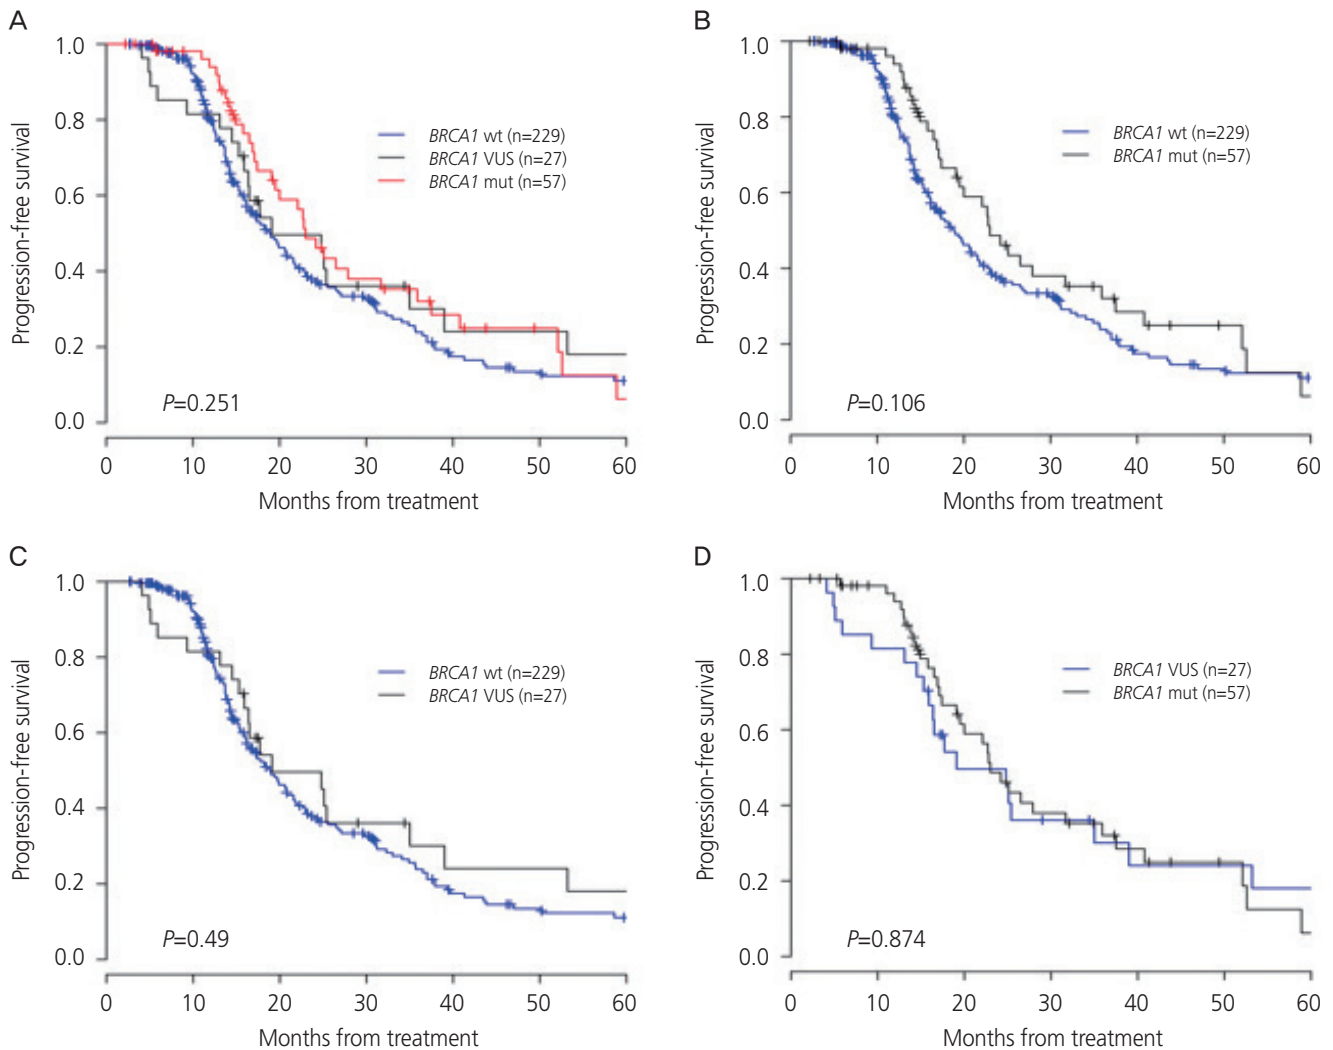 A
1.0
0.8
0.6
0.4
0.2
0.0
Progression-free survival
BRCA1 wt (n=229)
BRCA1 VUS (n=27)
BRCA1 mut (n=57)
P=0.251
0 10 20 30 40 50 60
Months from treatment
B
1.0
0.8
0.6
0.4
0.2
0.0
Progression-free survival
BRCA1 wt (n=229)
BRCA1 mut (n=57)
P=0.106
0 10 20 30 40 50 60
Months from treatment
C
1.0
0.8
0.6
0.4
0.2
0.0
Progression-free survival
BRCA1 wt (n=229)
BRCA1 VUS (n=27)
P=0.49
0 10 20 30 40 50 60
Months from treatment
D
1.0
0.8
0.6
0.4
0.2
0.0
Progression-free survival
BRCA1 VUS (n=27)
BRCA1 mut (n=57)
P=0.874
0 10 20 30 40 50 60
Months from treatment